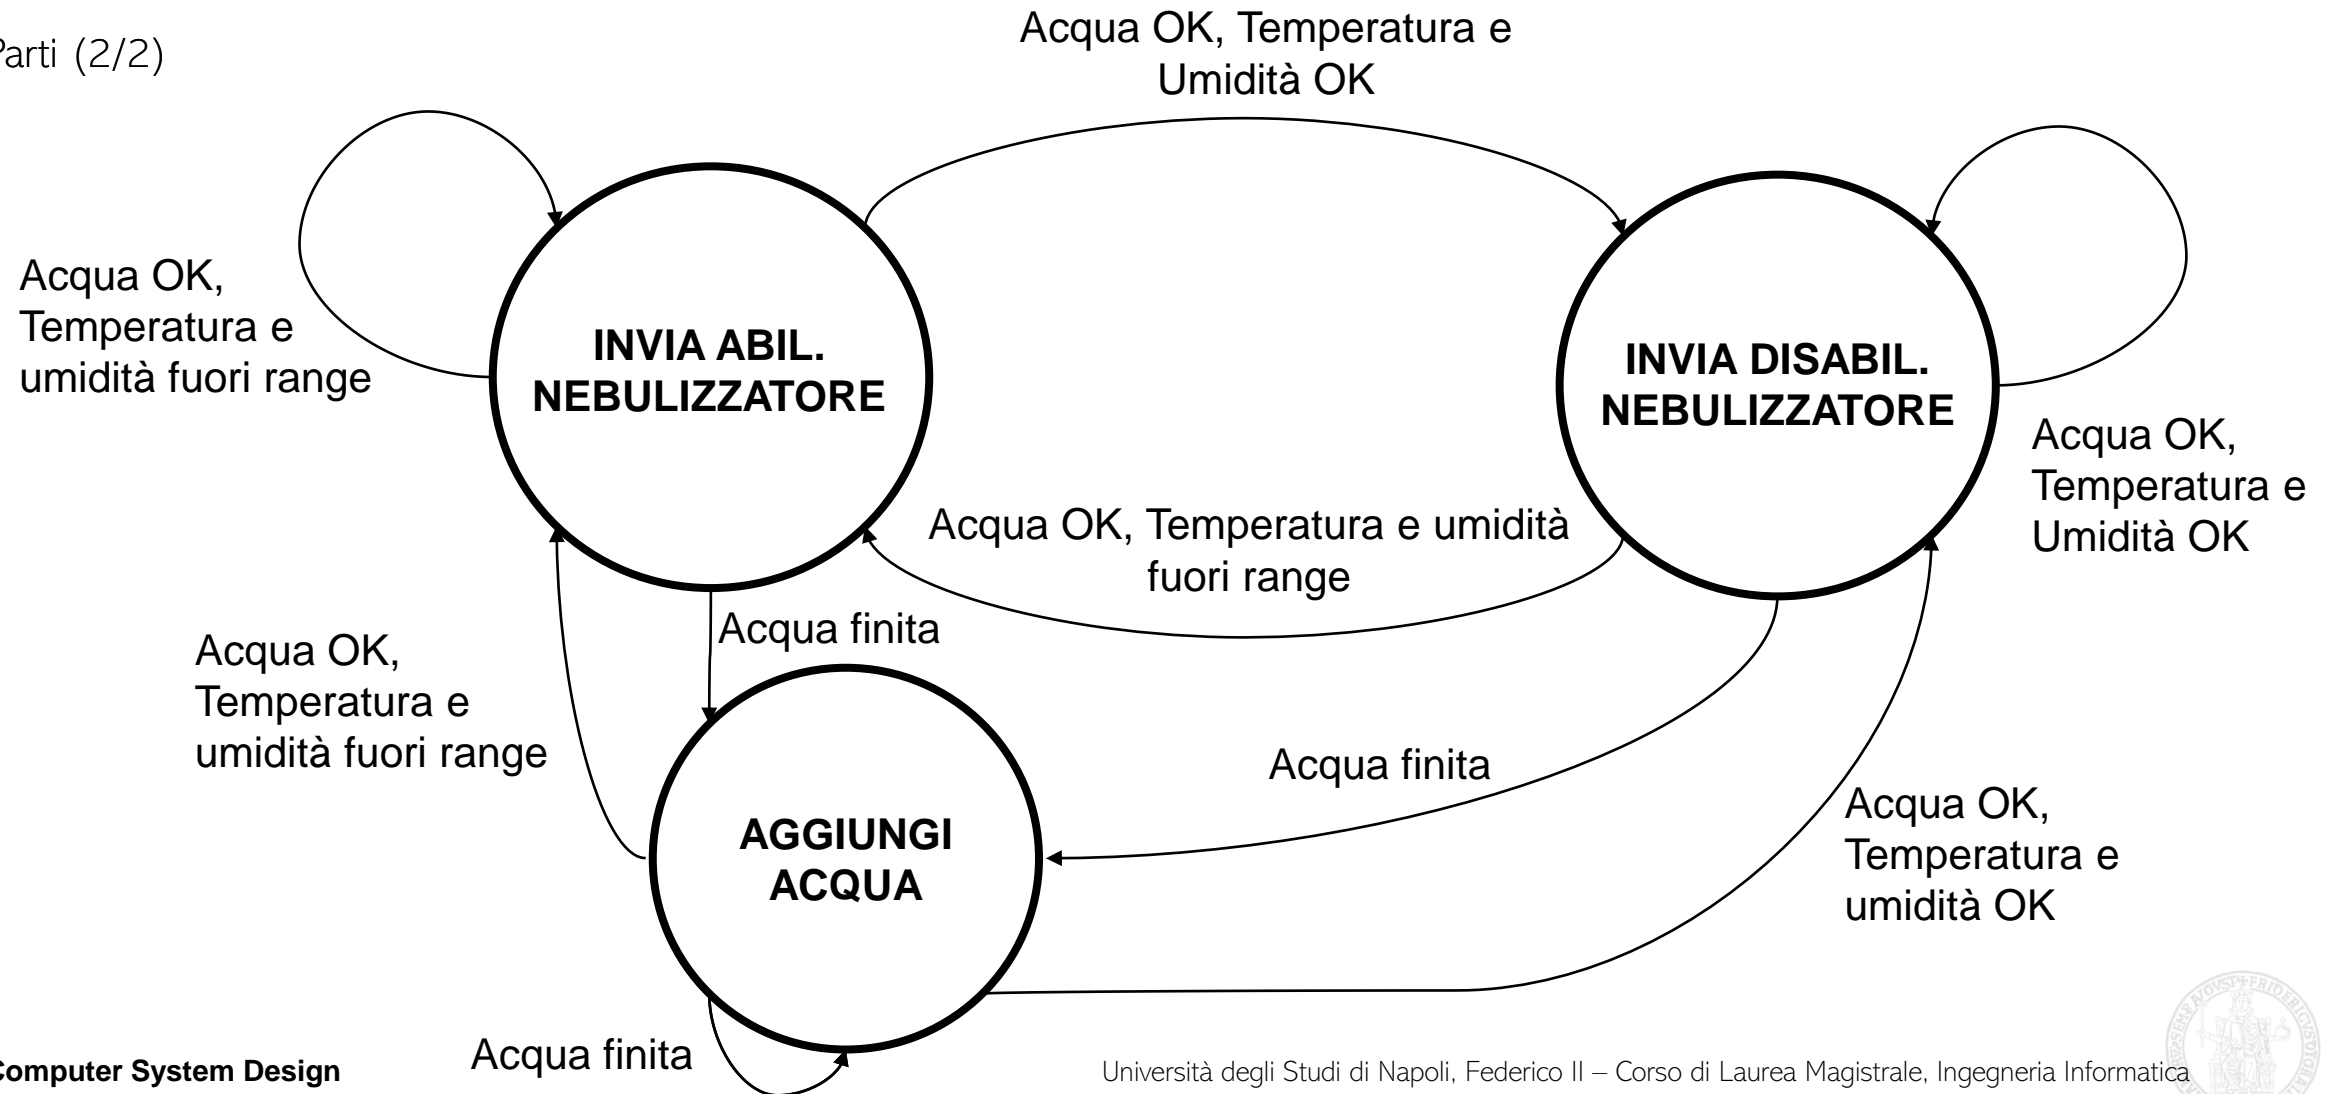 Parti (2/2)
Acqua OK, Temperatura e
Umidità OK
Acqua OK,
Temperatura e
umidità fuori range
INVIA ABIL.
NEBULIZZATORE
INVIA DISABIL.
NEBULIZZATORE
Acqua OK,
Temperatura e
Umidità OK
Acqua OK, Temperatura e umidità
fuori range
Acqua finita
Acqua OK,
Temperatura e
umidità fuori range
Acqua finita
AGGIUNGI
ACQUA
Acqua OK,
Temperatura e
umidità OK
Acqua finita
Computer System Design
Università degli Studi di Napoli, Federico II – Corso di Laurea Magistrale, Ingegneria Informatica